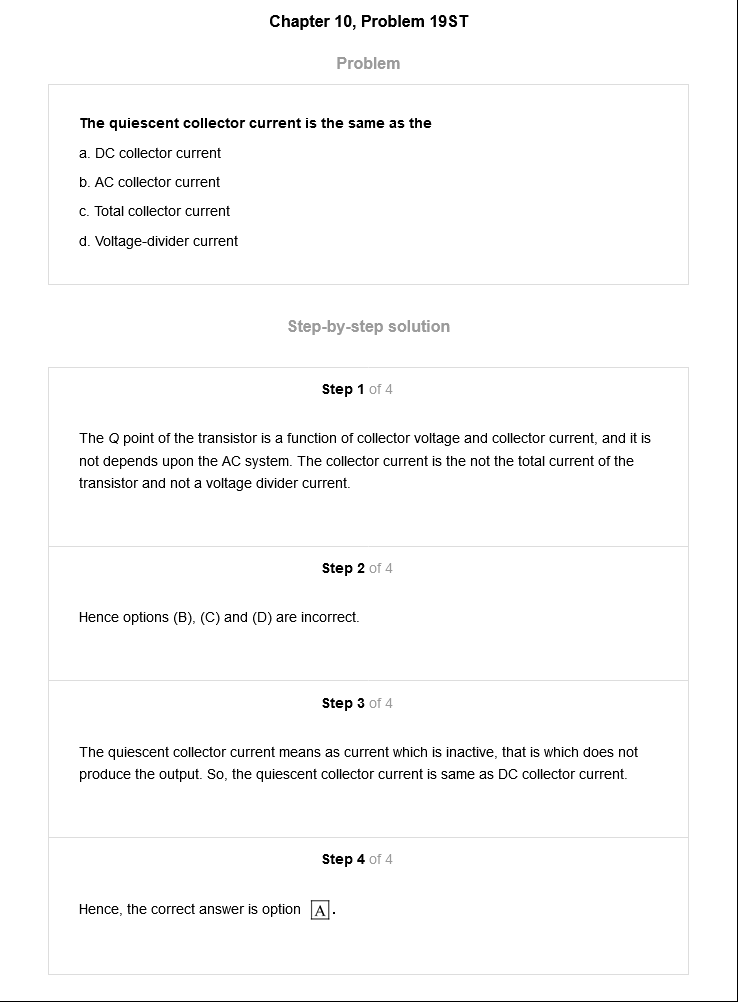 Chapter 10, Problem 19ST
Problem
The quiescent collector current is the same as the
a. DC collector current
b. AC collector current
c. Total collector current
d. Voltage-divider current
Step-by-step solution
Step 1 of 4
The Q point of the transistor is a function of collector voltage and collector current, and it is
not depends upon the AC system. The collector current is the not the total current of the
transistor and not a voltage divider current.
Step 2 of 4
Hence options (B), (C) and (D) are incorrect.
Step 3 of 4
The quiescent collector current means as current which is inactive, that is which does not
produce the output. So, the quiescent collector current is same as DC collector current.
Step 4 of 4
Hence, the correct answer is option A.